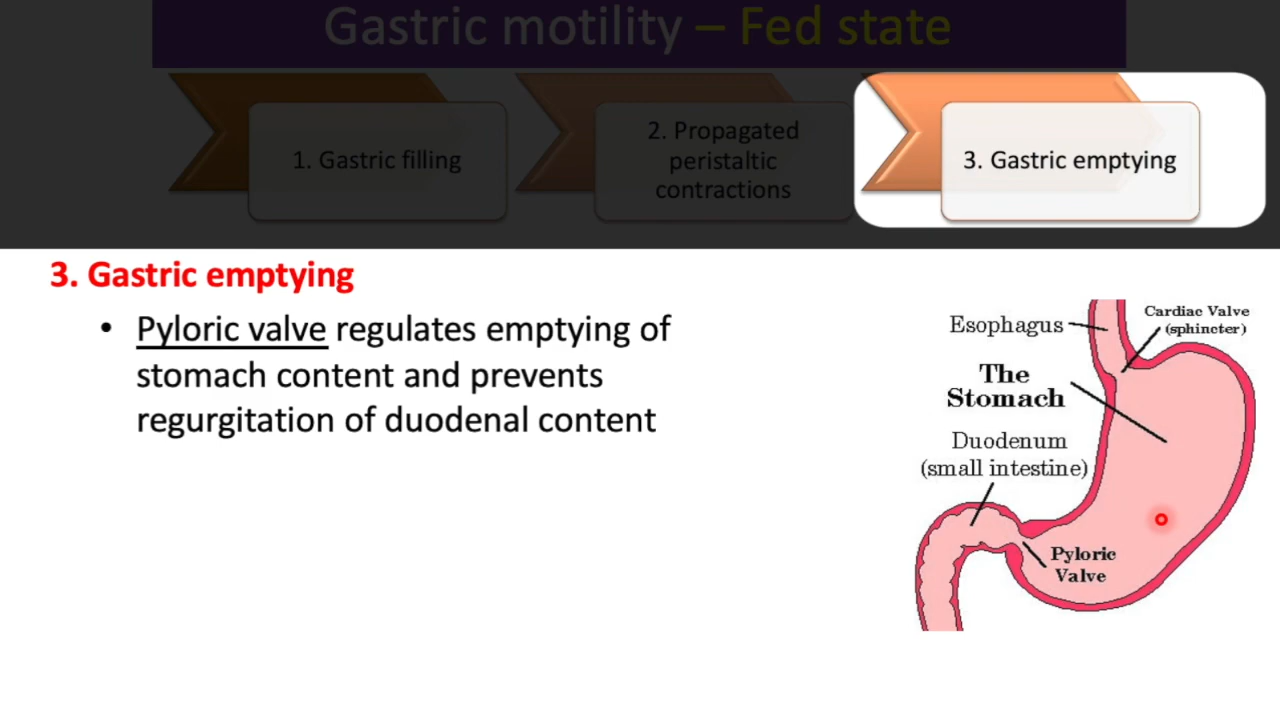 Gastric motility – Fed state
1. Gastric filling
2. Propagated
peristaltic
contractions
3. Gastric emptying
3. Gastric emptying
• Pyloric valve regulates emptying of
stomach content and prevents
regurgitation of duodenal content
Cardiac Valve
(sphincter)
Esophagus
The
Stomach
Duodenum
(small intestine)
Pyloric
Valve